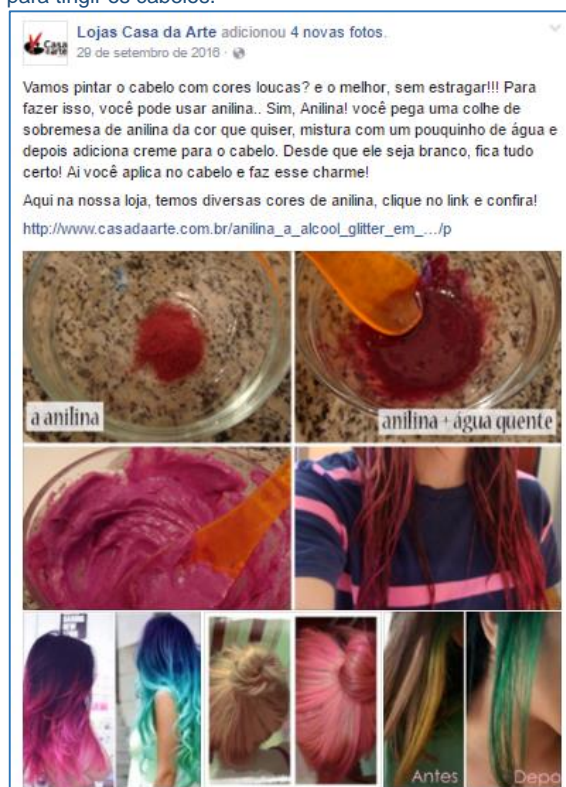 para tingir os cabelos.
Casa
da Arte
Lojas Casa da Arte adicionou 4 novas fotos.
29 de setembro de 2016 ·
Vamos pintar o cabelo com cores loucas? e o melhor, sem estragar!!! Para
fazer isso, você pode usar anilina.. Sim, Anilina! você pega uma colhe de
sobremesa de anilina da cor que quiser, mistura com um pouquinho de água e
depois adiciona creme para o cabelo. Desde que ele seja branco, fica tudo
certo! Ai você aplica no cabelo e faz esse charme!
Aqui na nossa loja, temos diversas cores de anilina, clique no link e confira!
http://www.casadaarte.com.br/anilina_a_alcool_glitter_em_…/p
a anilina
anilina + água quente
Antes
Depo